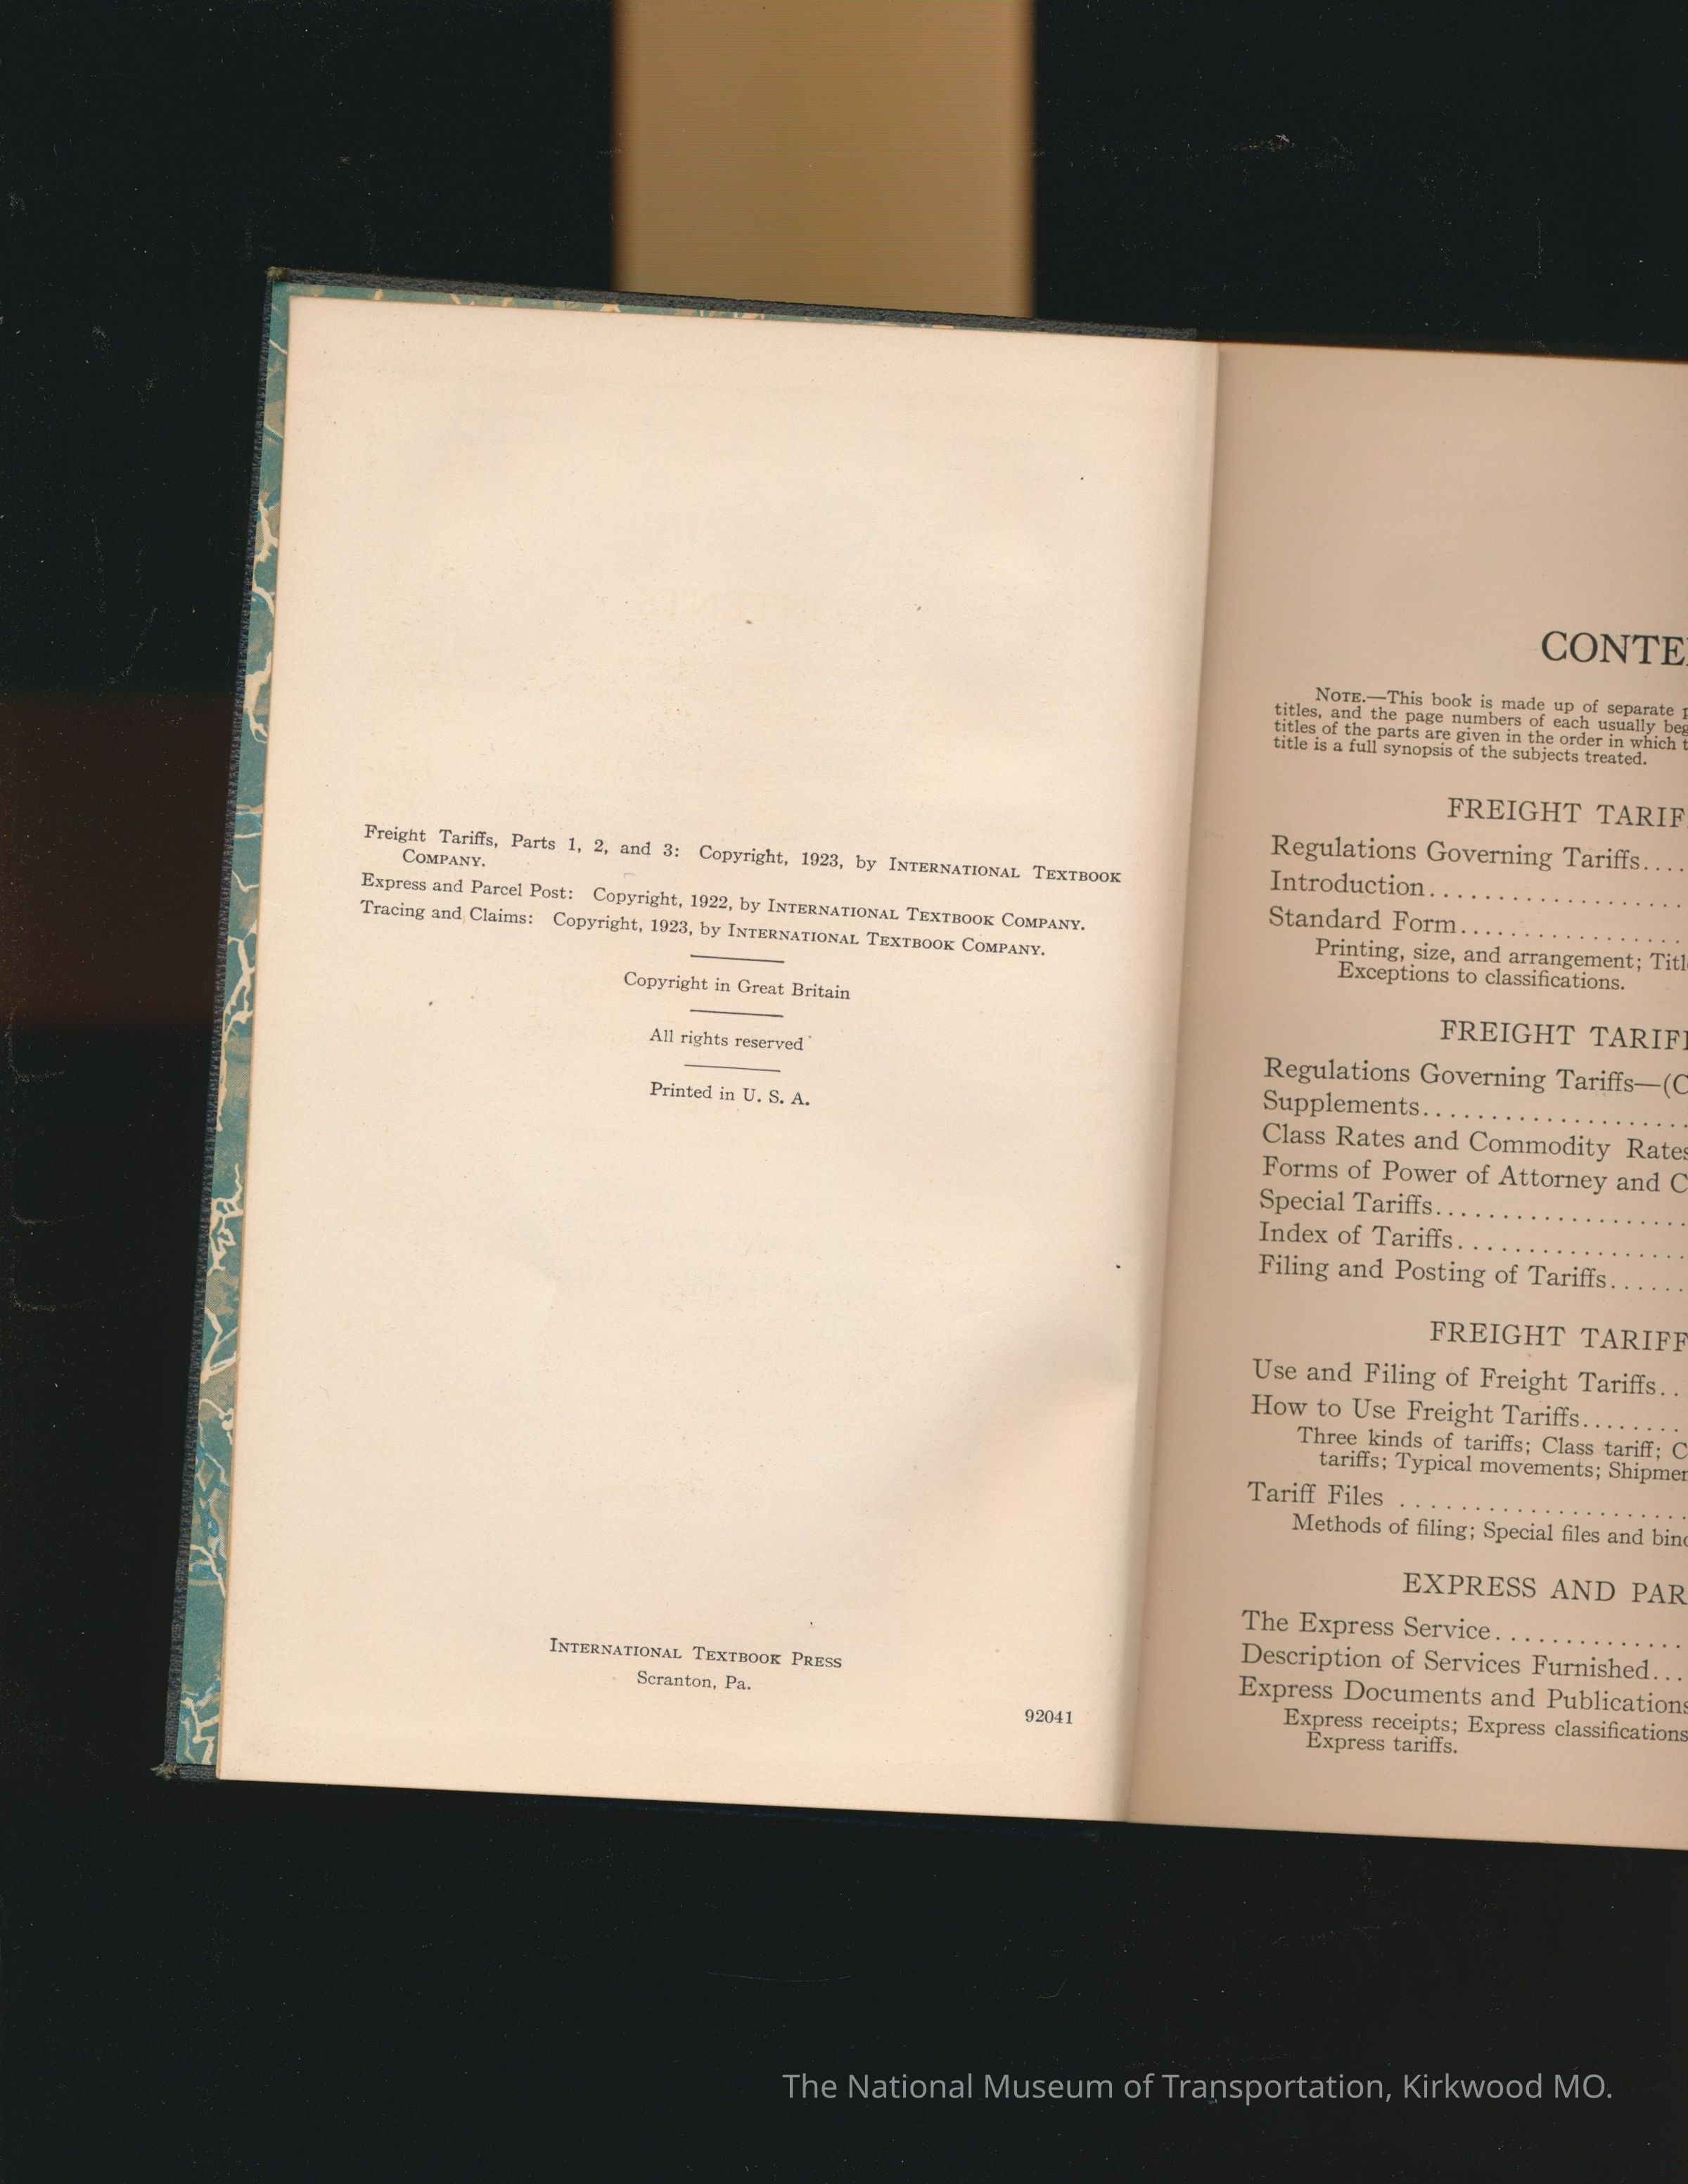 Freight Tariffs, Parts 1, 2, and 3: Copyright, 1923, by INTERNATIONAL TEXTBOOK
COMPANY.
Express and Parcel Post: Copyright, 1922, by INTERNATIONAL TEXTBOOK COMPANY.
Tracing and Claims: Copyright, 1923, by INTERNATIONAL TEXTBOOK COMPANY.
Copyright in Great Britain
All rights reserved
Printed in U. S. A.
INTERNATIONAL TEXTBOOK PRESS
Scranton, Pa.
92041
CONTE
NOTE.—This book is made up of separate
titles, and the page numbers of each usually beg
titles of the parts are given in the order in which t
title is a full synopsis of the subjects treated.
FREIGHT TARIF
Regulations Governing Tariffs....
Introduction...................
Standard Form................
Printing, size, and arrangement; Titl
Exceptions to classifications.
FREIGHT TARIF
Regulations Governing Tariffs—(C
Supplements...................
Class Rates and Commodity Rates
Forms of Power of Attorney and C
Special Tariffs..................
Index of Tariffs................
Filing and Posting of Tariffs......
FREIGHT TARIFF
Use and Filing of Freight Tariffs..
How to Use Freight Tariffs........
Three kinds of tariffs; Class tariff; C
tariffs; Typical movements; Shipmen
Tariff Files ....................
Methods of filing; Special files and bind
EXPRESS AND PAR
The Express Service..............
Description of Services Furnished...
Express Documents and Publications
Express receipts; Express classifications
Express tariffs.
The National Museum of Transportation, Kirkwood MO.